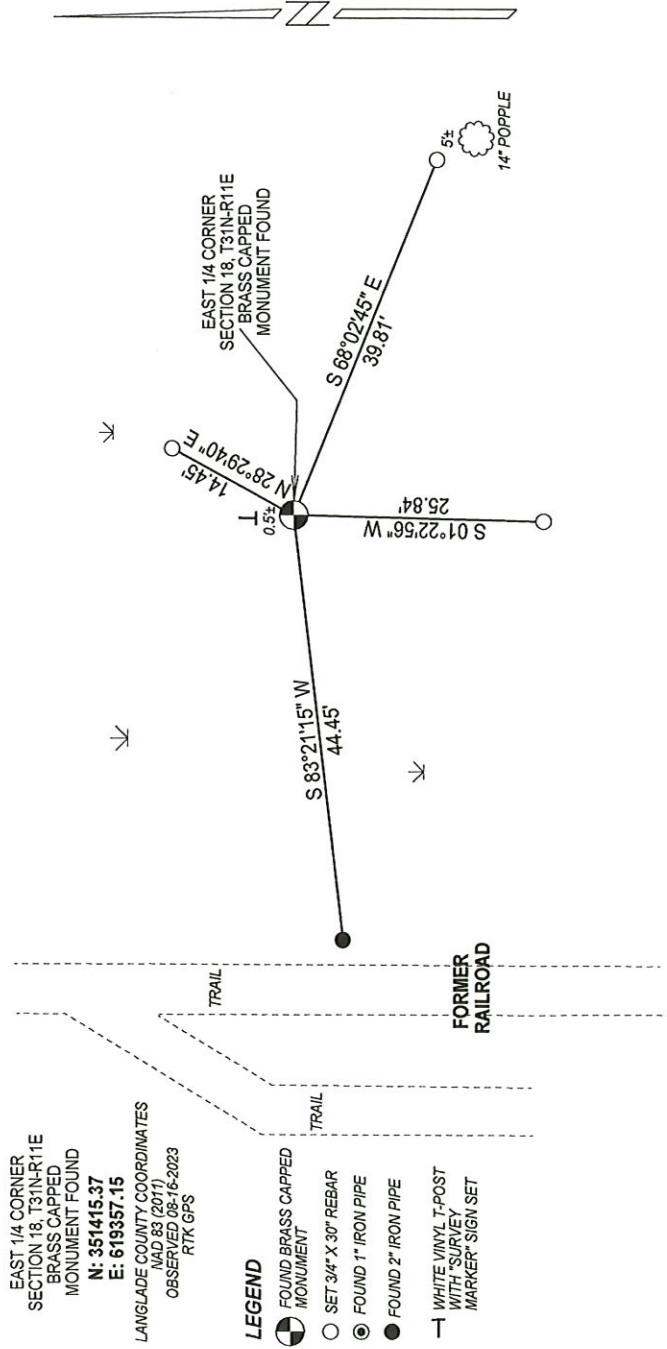 EAST 1/4 CORNER
SECTION 18, T31N-R11E
BRASS CAPPED
MONUMENT FOUND
N: 351415.37
E: 619357.15
LANGLADE COUNTY COORDINATES
NAD 83 (2011)
OBSERVED 08-16-2023
RTK GPS
LEGEND
FOUND BRASS CAPPED
MONUMENT
SET 3/4" X 30" REBAR
FOUND 1" IRON PIPE
FOUND 2" IRON PIPE
T WHITE VINYL T-POST
WITH "SURVEY
MARKER" SIGN SET
TRAIL
TRAIL
FORMER
RAILROAD
S 83°21'15" W
44.45'
T
0.5'±
14.45'
N 28°29'40" E
EAST 1/4 CORNER
SECTION 18, T31N-R11E
BRASS CAPPED
MONUMENT FOUND
S 01°22'56" W
25.84'
S 68°02'45" E
39.81'
5'±
14" POPPLE
N